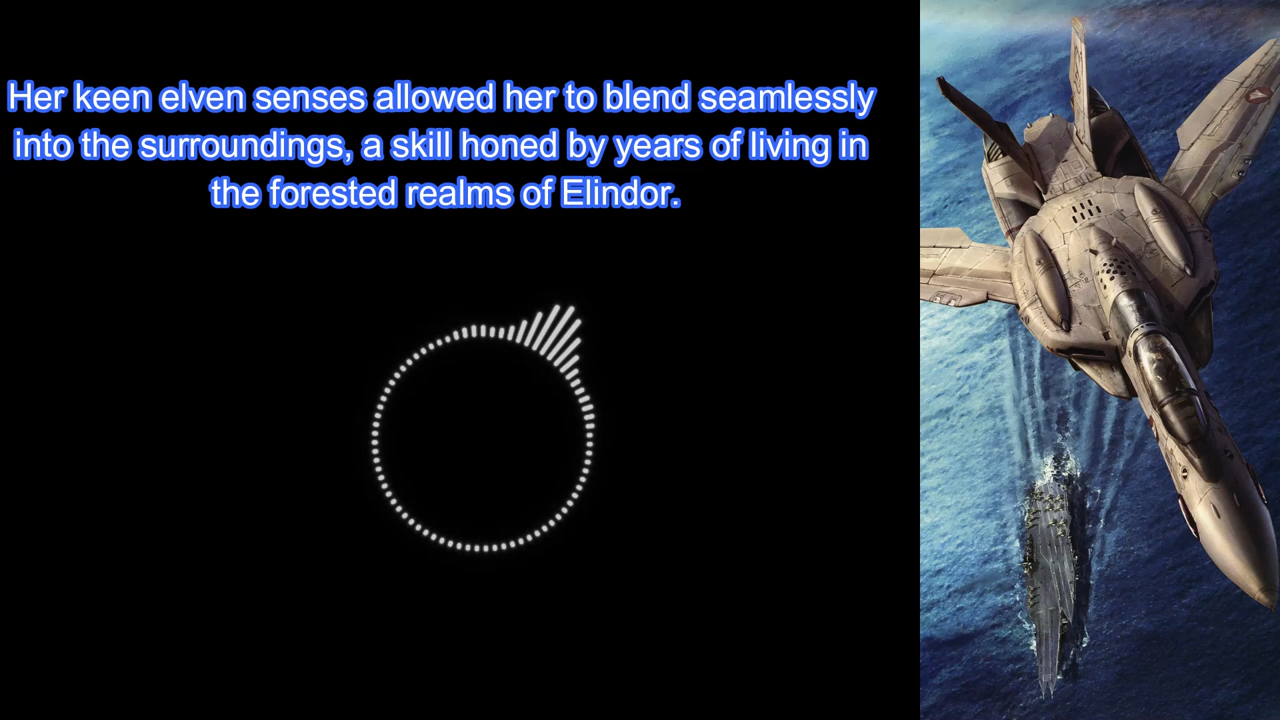 Her keen elven senses allowed her to blend seamlessly
into the surroundings, a skill honed by years of living in
the forested realms of Elindor.